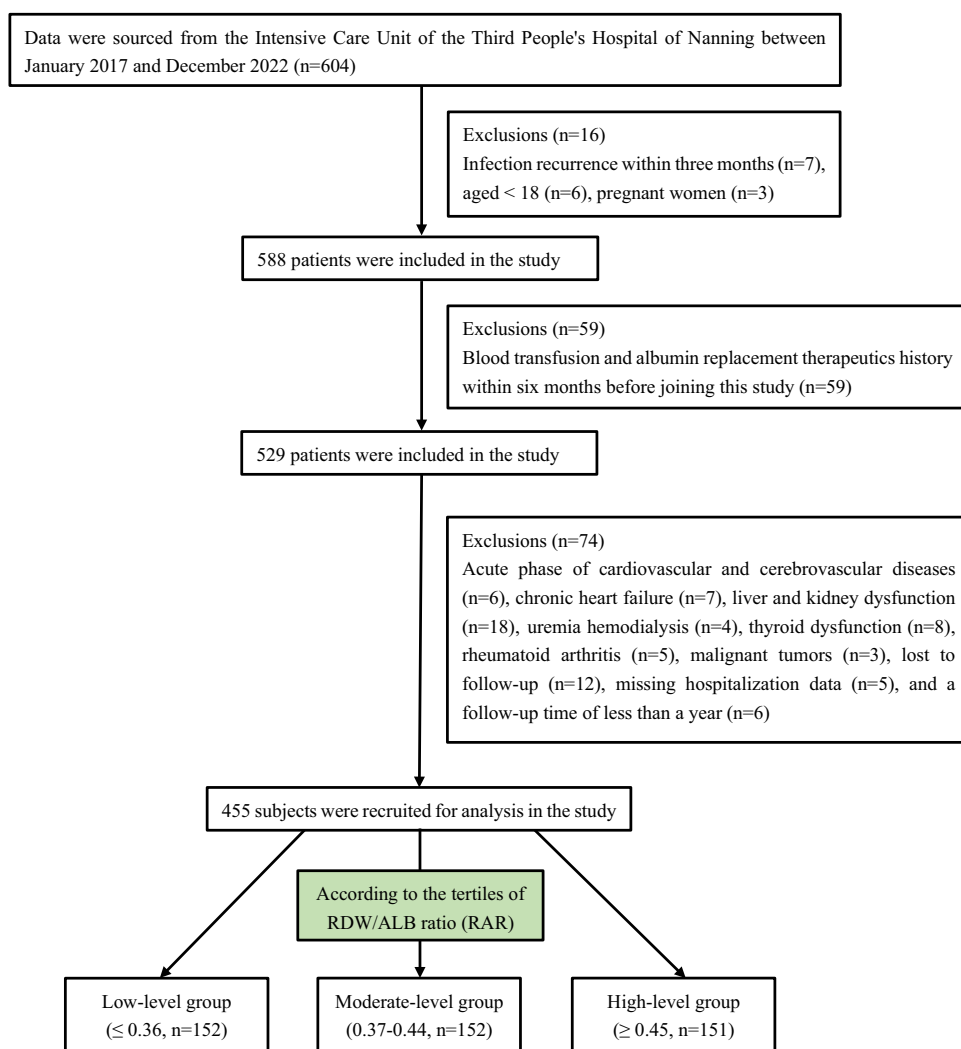 Data were sourced from the Intensive Care Unit of the Third People's Hospital of Nanning between
January 2017 and December 2022 (n=604)
Exclusions (n=16)
Infection recurrence within three months (n=7),
aged < 18 (n=6), pregnant women (n=3)
588 patients were included in the study
Exclusions (n=59)
Blood transfusion and albumin replacement therapeutics history
within six months before joining this study (n=59)
529 patients were included in the study
Exclusions (n=74)
Acute phase of cardiovascular and cerebrovascular diseases
(n=6), chronic heart failure (n=7), liver and kidney dysfunction
(n=18), uremia hemodialysis (n=4), thyroid dysfunction (n=8),
rheumatoid arthritis (n=5), malignant tumors (n=3), lost to
follow-up (n=12), missing hospitalization data (n=5), and a
follow-up time of less than a year (n=6)
455 subjects were recruited for analysis in the study
According to the tertiles of
RDW/ALB ratio (RAR)
Low-level group
(≤ 0.36, n=152)
Moderate-level group
(0.37-0.44, n=152)
High-level group
(≥ 0.45, n=151)